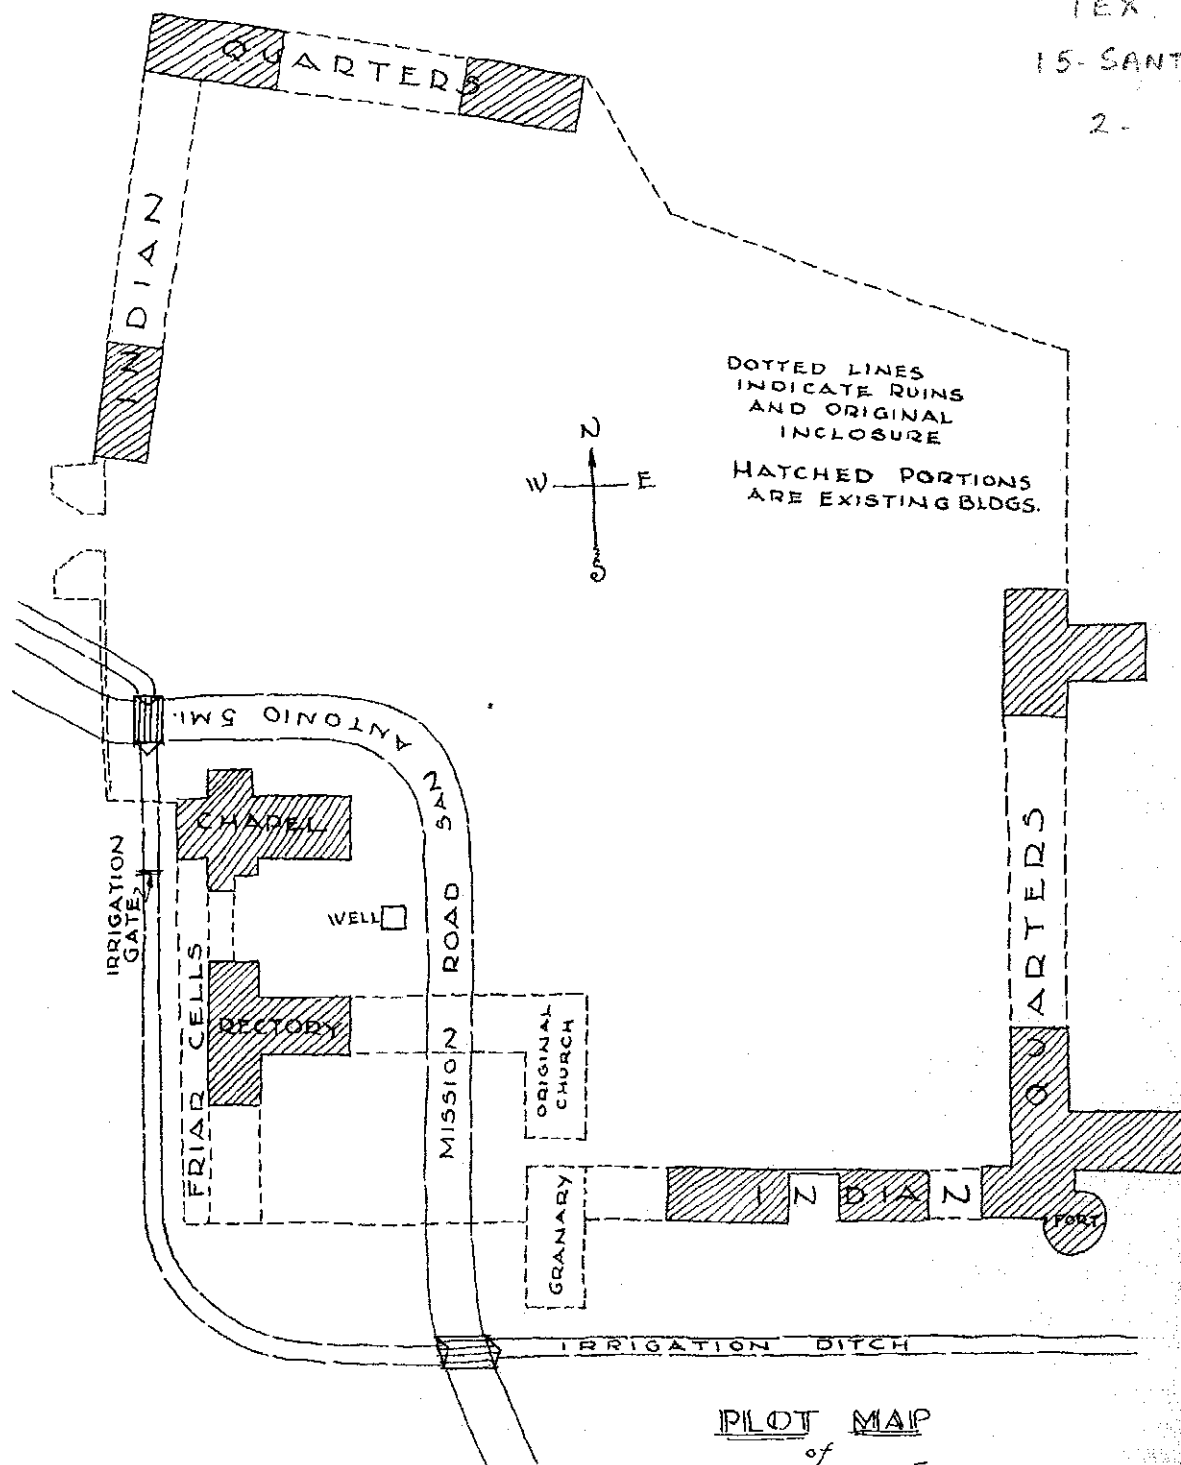 TEX.
15-SANT
2-
QUARTERS
INDIAN
DOTTED LINES
INDICATE RUINS
AND ORIGINAL
INCLOSURE
HATCHED PORTIONS
ARE EXISTING BLDGS.
N
W E
S
SAN ANTONIO 5 MI.
CHAPEL
IRRIGATION
GATE
WELL
MISSION ROAD
FRIAR CELLS
RECTORY
ORIGINAL
CHURCH
QUARTERS
INDIAN
GRANARY
FORT
IRRIGATION DITCH
PLOT MAP
of